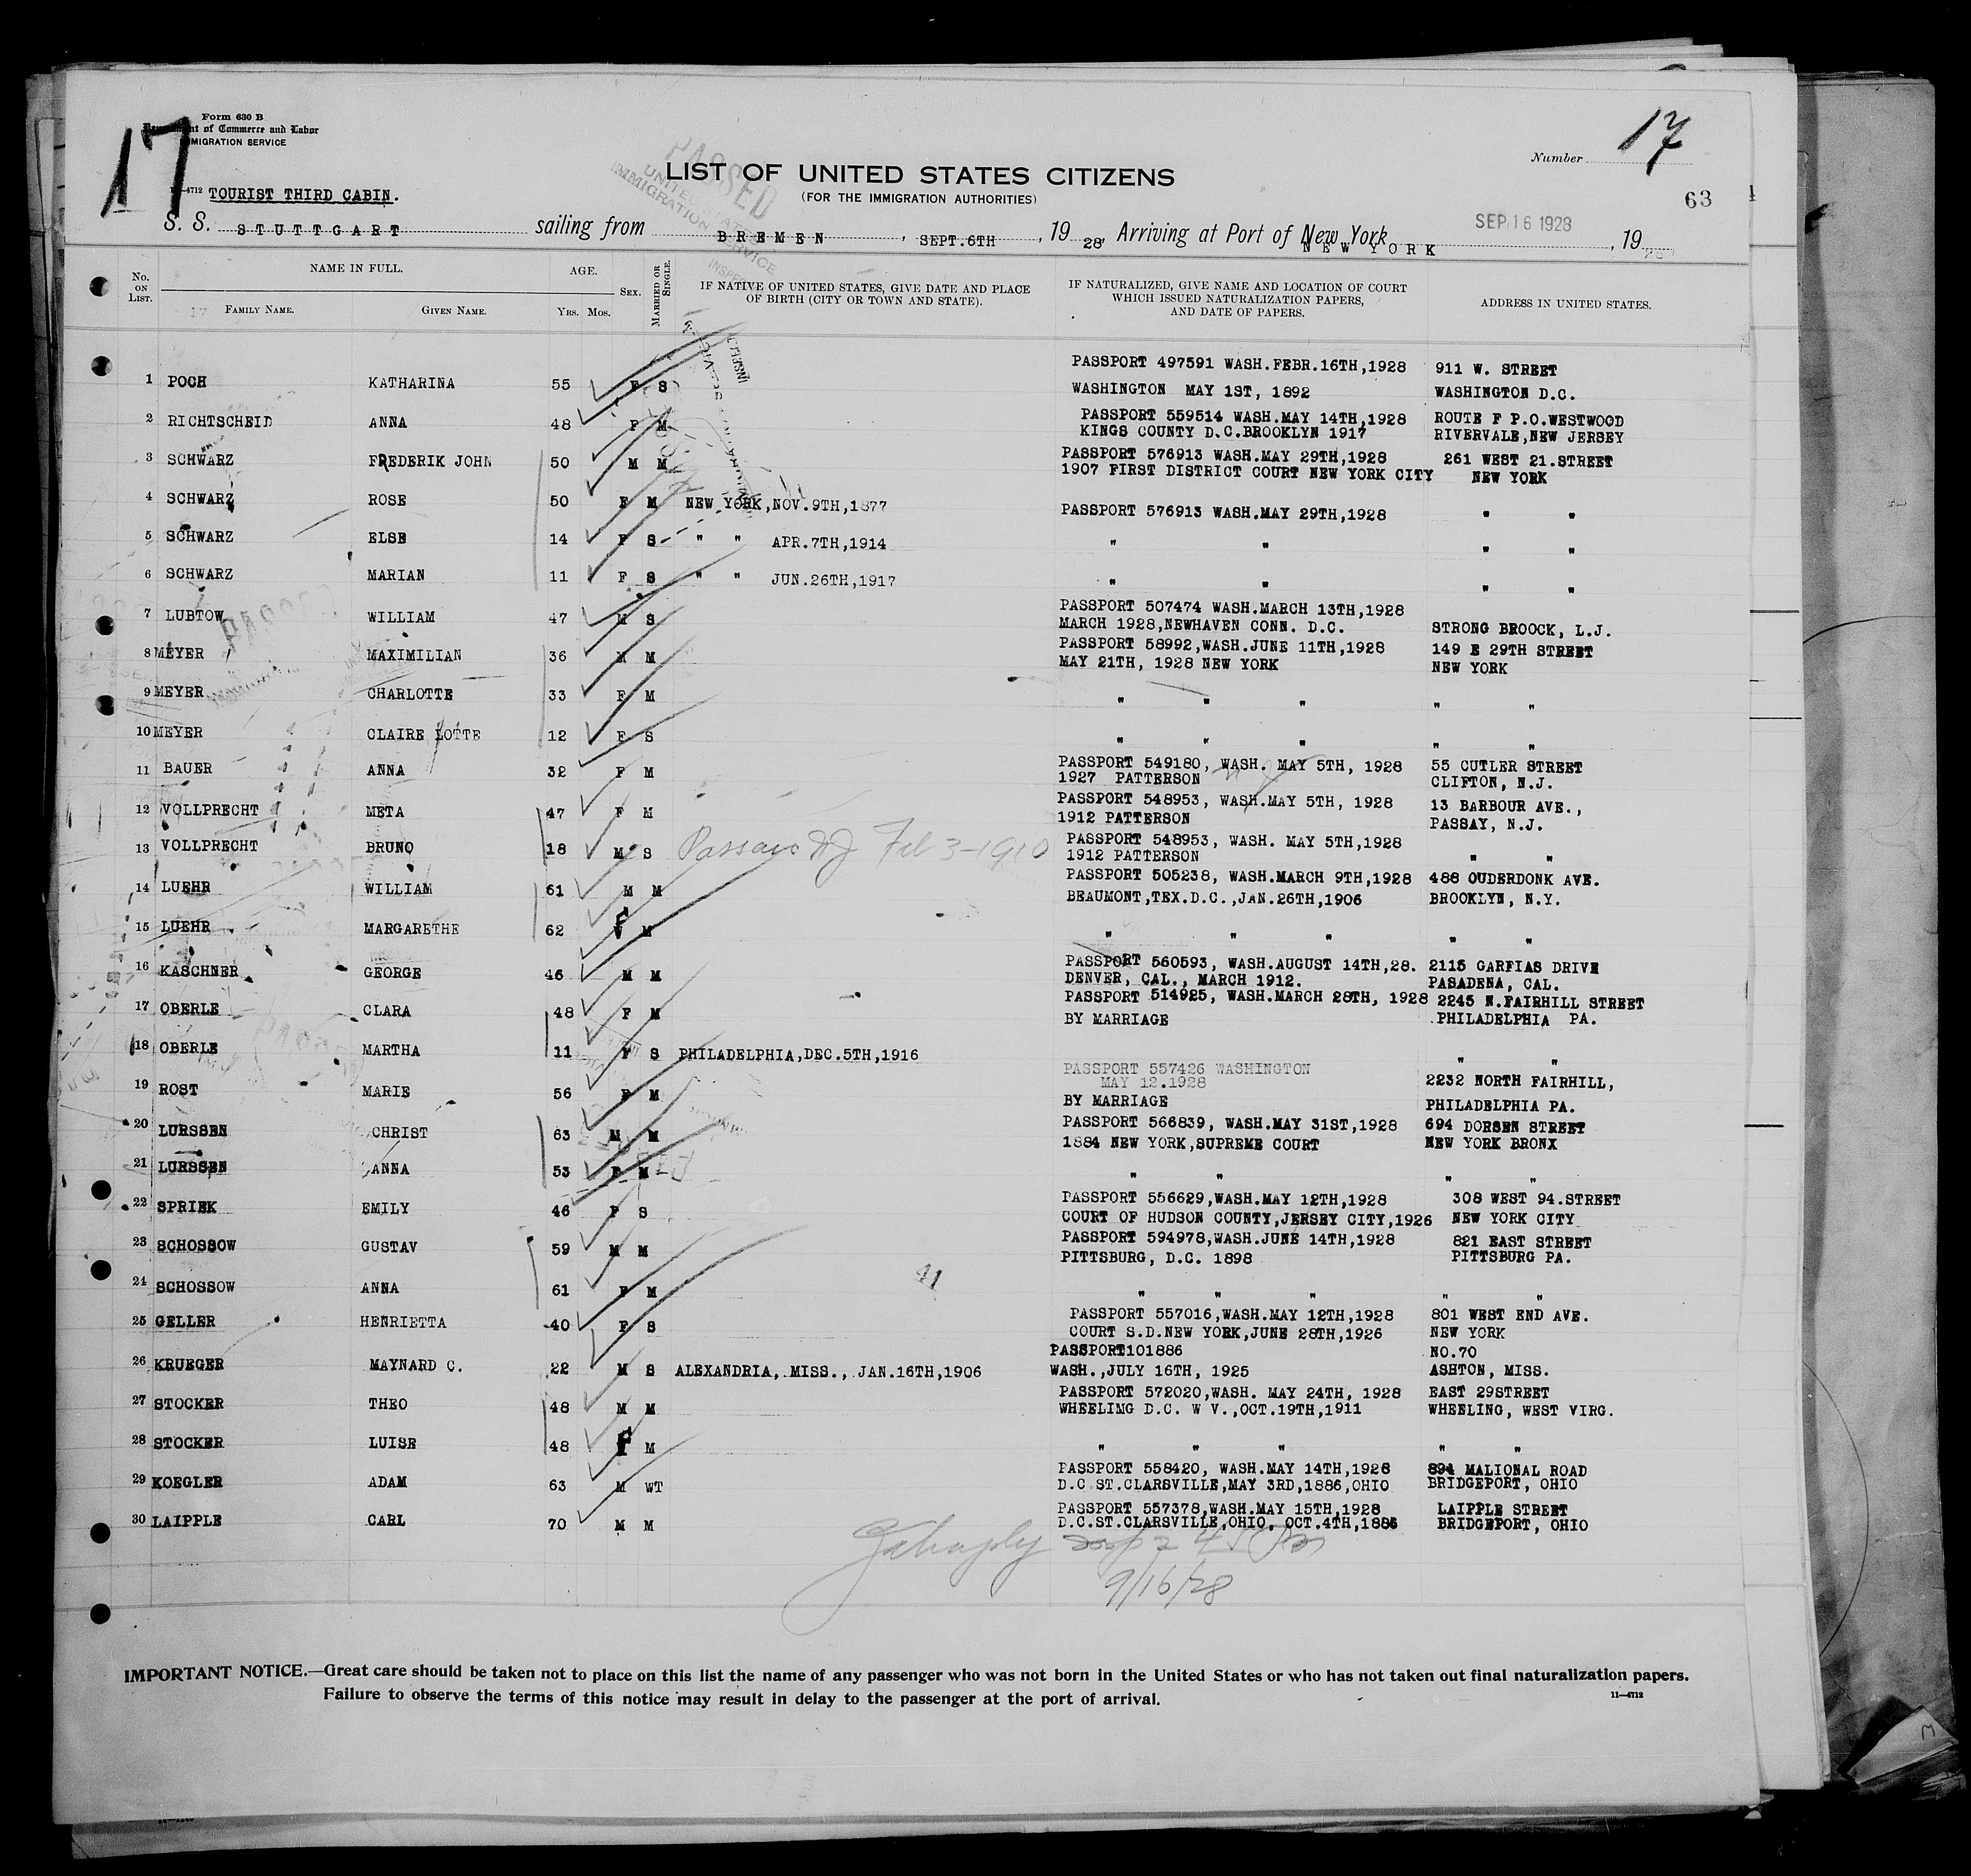 17
Form 630 B
of Commerce and Labor
IMMIGRATION SERVICE
17
Number
63
PASSED
LIST OF UNITED STATES CITIZENS
(FOR THE IMMIGRATION AUTHORITIES)
TOURIST THIRD CABIN.
S. S. STUTTGART sailing from BREMEN, SEPT.6TH, 19 28, Arriving at Port of New York NEW YORK SEP 16 1928, 19
No. ON LIST.
NAME IN FULL.
FAMILY NAME.
GIVEN NAME.
AGE.
YRS. MOS.
SEX.
MARRIED OR SINGLE.
IF NATIVE OF UNITED STATES, GIVE DATE AND PLACE
OF BIRTH (CITY OR TOWN AND STATE).
IF NATURALIZED, GIVE NAME AND LOCATION OF COURT
WHICH ISSUED NATURALIZATION PAPERS,
AND DATE OF PAPERS.
ADDRESS IN UNITED STATES.
PASSPORT 497591 WASH.FEBR.16TH,1928 911 W. STREET
1 POCH KATHARINA 55 F S
WASHINGTON MAY 1ST, 1892 WASHINGTON D.C.
PASSPORT 559514 WASH.MAY 14TH,1928 ROUTE F P.O.WESTWOOD
2 RICHTSCHEID ANNA 48 F M
KINGS COUNTY D.C.BROOKLYN 1917 RIVERVALE,NEW JERSEY
PASSPORT 576913 WASH.MAY 29TH,1928 261 WEST 21.STREET
3 SCHWARZ FREDERIK JOHN 50 M M
1907 FIRST DISTRICT COURT NEW YORK CITY NEW YORK
4 SCHWARZ ROSE 50 F M NEW YORK,NOV.9TH,1877 PASSPORT 576913 WASH.MAY 29TH,1928 " "
5 SCHWARZ ELSE 14 F S " " APR.7TH,1914 " " " "
6 SCHWARZ MARIAN 11 F S " " JUN.26TH,1917 " " " "
PASSPORT 507474 WASH.MARCH 13TH,1928
7 LUBTOW WILLIAM 47 M S
MARCH 1928,NEWHAVEN CONN. D.C. STRONG BROOCK, L.J.
PASSPORT 58992,WASH.JUNE 11TH,1928 149 E 29TH STREET
8 MEYER MAXIMILIAN 36 M M
MAY 21TH, 1928 NEW YORK NEW YORK
9 MEYER CHARLOTTE 33 F M " " " " "
10 MEYER CLAIRE LOTTE 12 F S " " " " "
PASSPORT 549180, WASH. MAY 5TH, 1928 55 CUTLER STREET
11 BAUER ANNA 32 F M
1927 PATTERSON CLIFTON, N.J.
PASSPORT 548953, WASH.MAY 5TH, 1928 13 BARBOUR AVE.,
12 VOLLPRECHT META 47 F M
1912 PATTERSON PASSAY, N.J.
PASSPORT 548953, WASH. MAY 5TH,1928
13 VOLLPRECHT BRUNO 18 M S Passaic NJ Feb 3-1910
1912 PATTERSON " "
PASSPORT 505238, WASH.MARCH 9TH,1928 486 OUDERDONK AVE.
14 LUEHR WILLIAM 61 M M
BEAUMONT,TEX.D.C.,JAN.26TH,1906 BROOKLYN, N.Y.
15 LUEHR MARGARETHE 62 F M " " " " "
PASSPORT 560593, WASH.AUGUST 14TH,28. 2115 GARFIAS DRIVE
16 KASCHNER GEORGE 46 M M
DENVER, CAL., MARCH 1912. PASADENA, CAL.
PASSPORT 514925, WASH.MARCH 28TH, 1928 2245 N.FAIRHILL STREET
17 OBERLE CLARA 48 F M
BY MARRIAGE PHILADELPHIA PA.
18 OBERLE MARTHA 11 F S PHILADELPHIA,DEC.5TH,1916 " "
PASSPORT 557426 WASHINGTON
MAY 12.1928 2232 NORTH FAIRHILL,
19 ROST MARIE 56 F M
BY MARRIAGE PHILADELPHIA PA.
PASSPORT 566839, WASH.MAY 31ST,1928 694 DORSEN STREET
20 LURSSEN CHRIST 63 M M
1884 NEW YORK,SUPREME COURT NEW YORK BRONX
21 LURSSEN ANNA 53 F M " " " "
PASSPORT 556629,WASH.MAY 12TH,1928 308 WEST 94.STREET
22 SPRIEK EMILY 46 F S
COURT OF HUDSON COUNTY,JERSEY CITY,1926 NEW YORK CITY
PASSPORT 594978,WASH.JUNE 14TH,1928 821 EAST STREET
23 SCHOSSOW GUSTAV 59 M M
PITTSBURG, D.C. 1898 PITTSBURG PA.
41
24 SCHOSSOW ANNA 61 F M " " " " "
PASSPORT 557016,WASH.MAY 12TH,1928 801 WEST END AVE.
25 GELLER HENRIETTA 40 F S
COURT S.D.NEW YORK,JUNE 28TH,1926 NEW YORK
PASSPORT101886 NO.70
26 KRUEGER MAYNARD C. 22 M S ALEXANDRIA, MISS., JAN.16TH,1906 WASH.,JULY 16TH, 1925 ASHTON, MISS.
PASSPORT 572020,WASH. MAY 24TH, 1928 EAST 29STREET
27 STOCKER THEO 48 M M
WHEELING D.C. W V.,OCT.19TH,1911 WHEELING, WEST VIRG.
28 STOCKER LUISE 48 F M " " " " "
PASSPORT 558420, WASH.MAY 14TH,1928 894 MALIONAL ROAD
29 KOEGLER ADAM 63 M WT
D.C.ST.CLARSVILLE,MAY 3RD,1886,OHIO BRIDGEPORT, OHIO
PASSPORT 557378,WASH.MAY 15TH,1928 LAIPPLE STREET
30 LAIPPLE CARL 70 M M
D.C.ST.CLARSVILLE,OHIO, OCT.4TH,1886 BRIDGEPORT, OHIO
9/16/28
IMPORTANT NOTICE.—Great care should be taken not to place on this list the name of any passenger who was not born in the United States or who has not taken out final naturalization papers.
Failure to observe the terms of this notice may result in delay to the passenger at the port of arrival.
11—4712